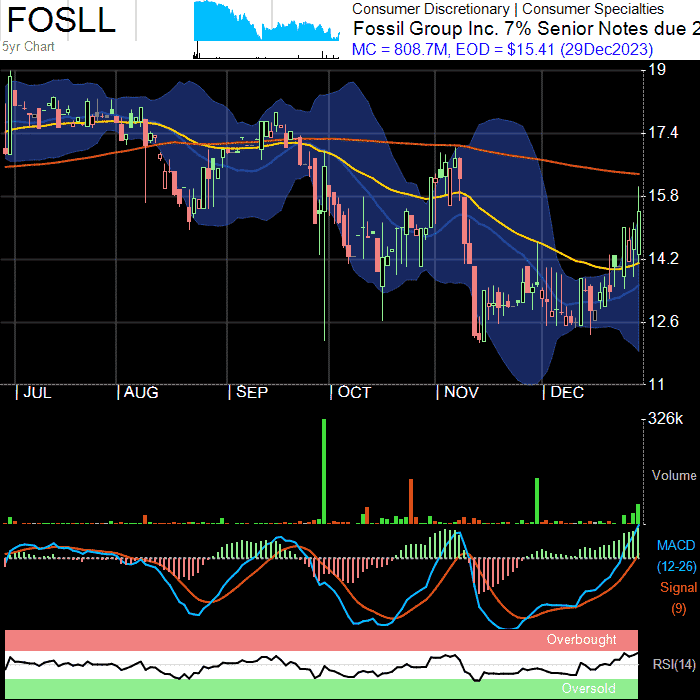 FOSLL
5yr Chart
Consumer Discretionary | Consumer Specialties
Fossil Group Inc. 7% Senior Notes due 2
MC = 808.7M, EOD = $15.41 (29Dec2023)
19
17.4
15.8
14.2
12.6
11
JUL
AUG
SEP
OCT
NOV
DEC
326k
Volume
MACD
(12-26)
Signal
(9)
Overbought
RSI(14)
Oversold